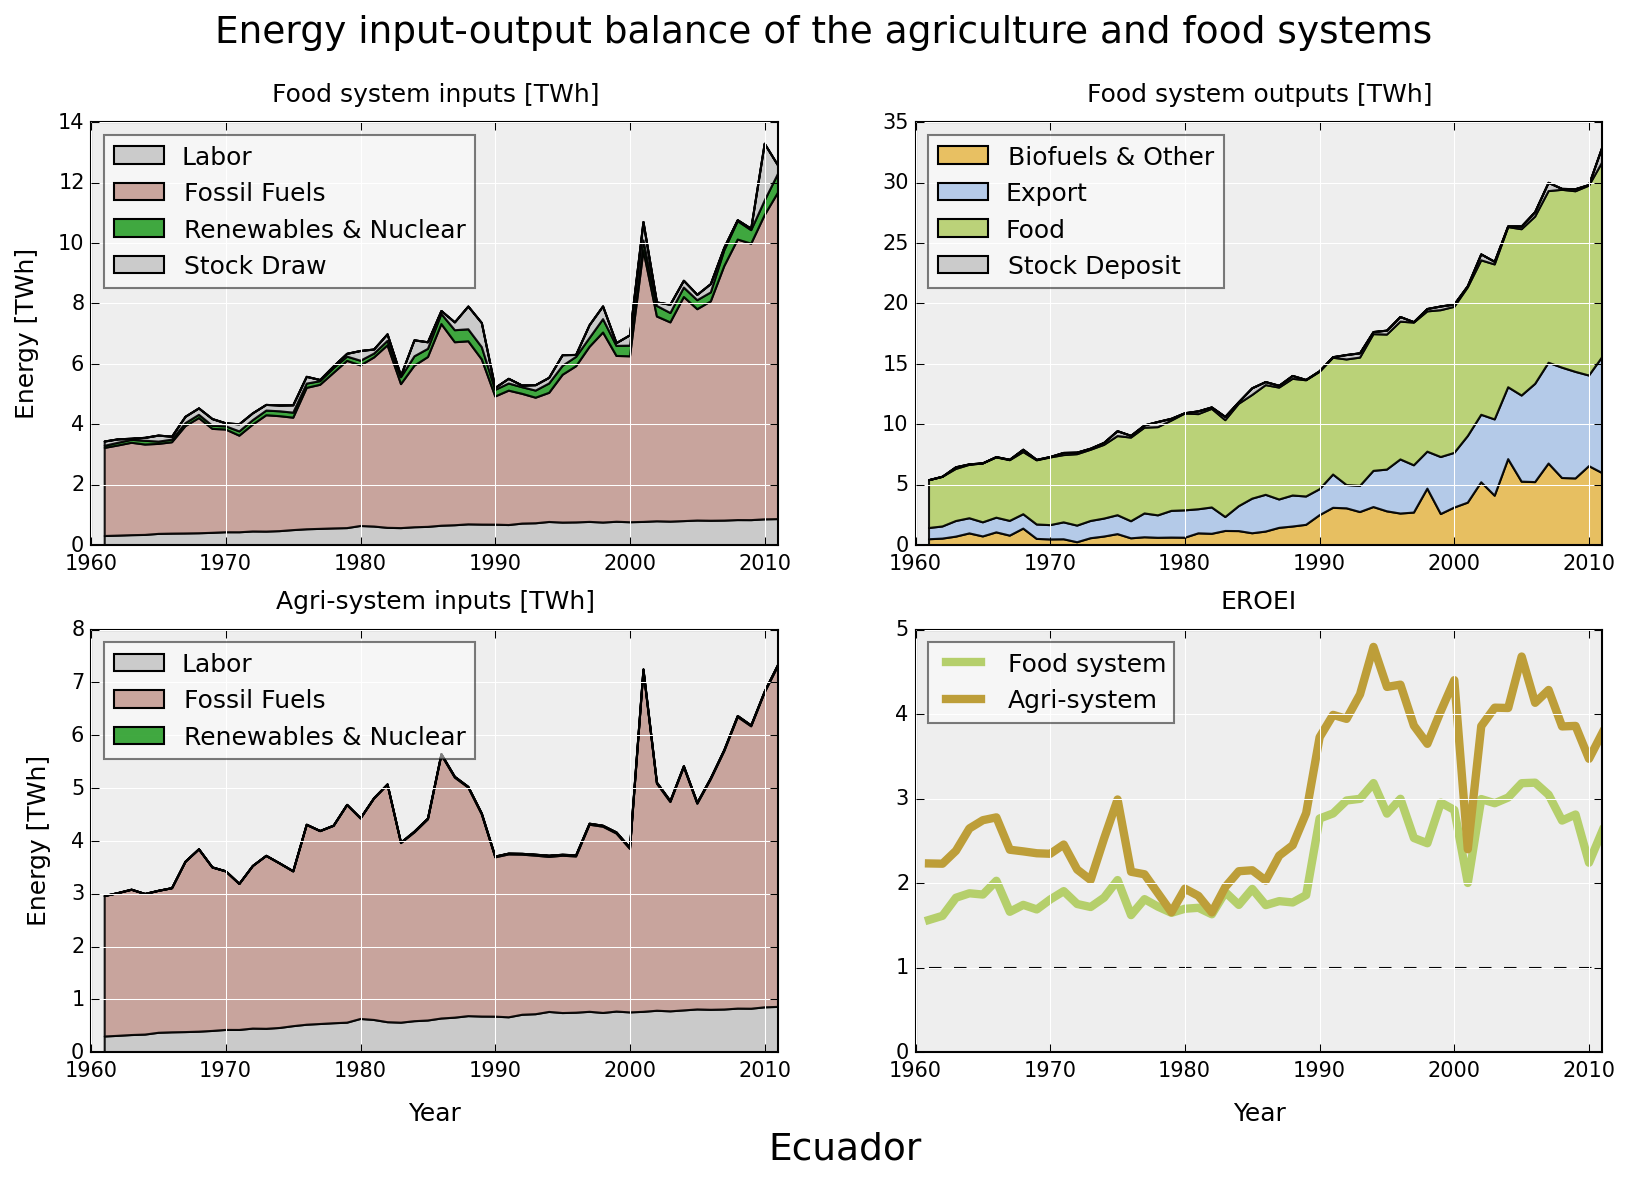 Energy input-output balance of the agriculture and food systems
Food system inputs [TWh]
Energy [TWh]
14
12
10
8
6
4
2
0
1960 1970 1980 1990 2000 2010
Labor
Fossil Fuels
Renewables & Nuclear
Stock Draw
Food system outputs [TWh]
35
30
25
20
15
10
5
0
1960 1970 1980 1990 2000 2010
Biofuels & Other
Export
Food
Stock Deposit
Agri-system inputs [TWh]
Energy [TWh]
8
7
6
5
4
3
2
1
0
1960 1970 1980 1990 2000 2010
Year
Labor
Fossil Fuels
Renewables & Nuclear
EROEI
5
4
3
2
1
0
1960 1970 1980 1990 2000 2010
Year
Food system
Agri-system
Ecuador